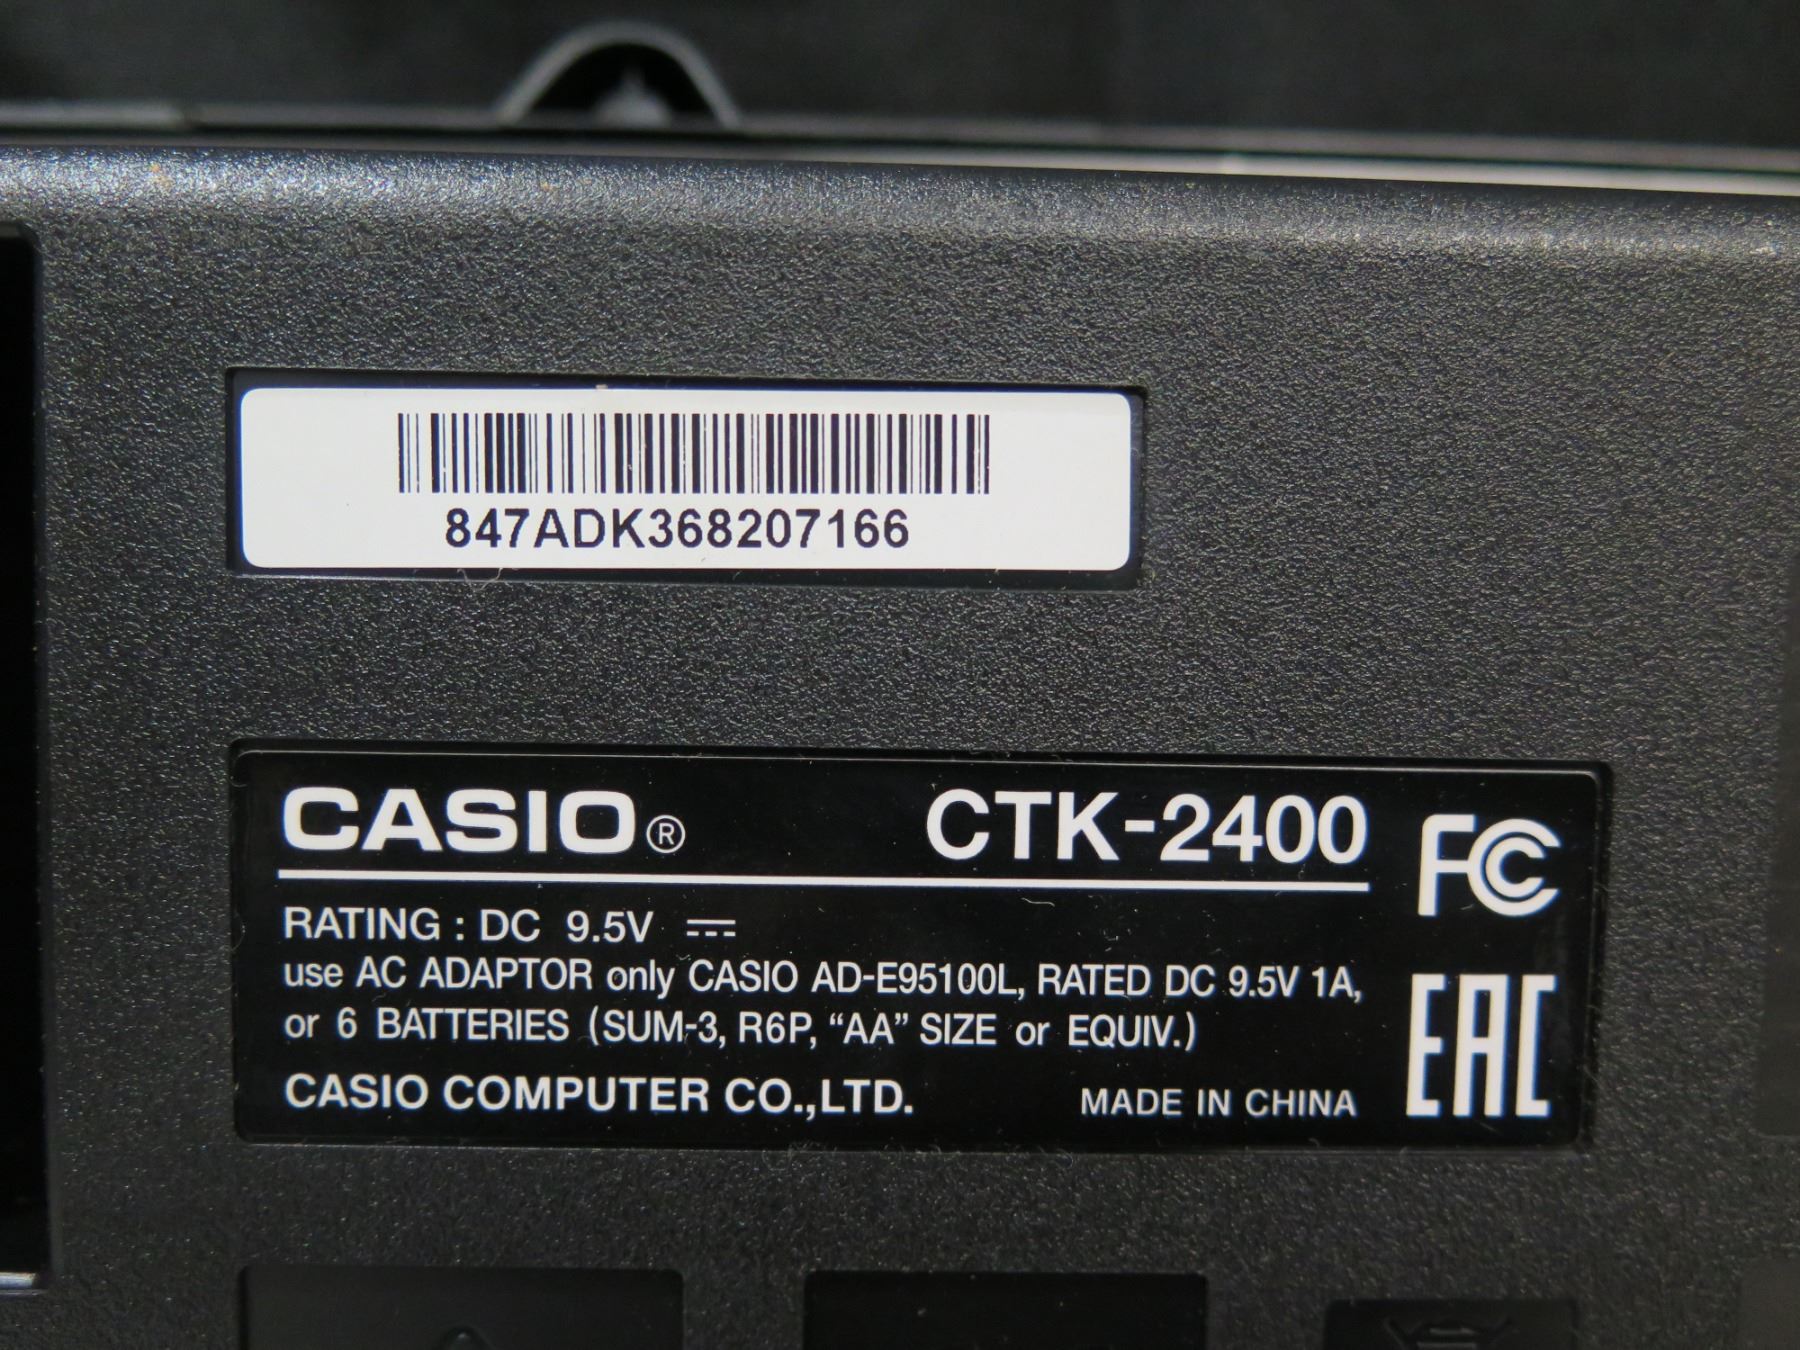 847ADK368207166
CASIO® CTK-2400 FC
RATING : DC 9.5V ⎓
use AC ADAPTOR only CASIO AD-E95100L, RATED DC 9.5V 1A,
or 6 BATTERIES (SUM-3, R6P, “AA” SIZE or EQUIV.)
CASIO COMPUTER CO.,LTD. MADE IN CHINA EAC